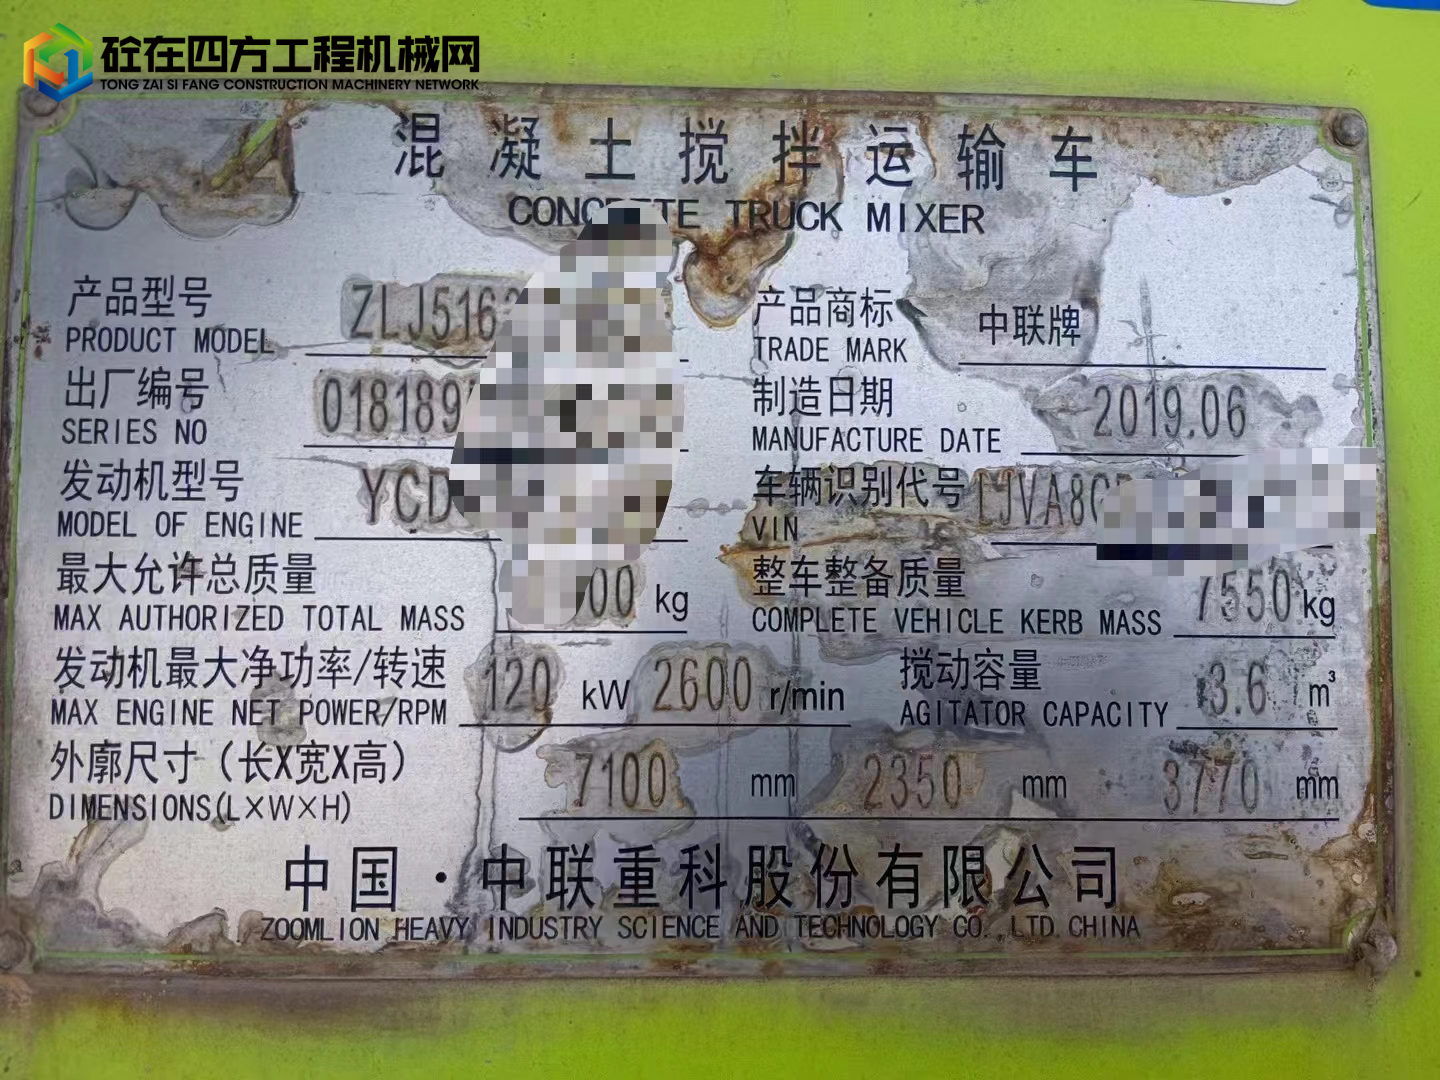 砼在四方工程机械网
TONG ZAI SI FANG CONSTRUCTION MACHINERY NETWORK
混凝土搅拌运输车
CONCRETE TRUCK MIXER
产品型号 ZLJ516
PRODUCT MODEL
产品商标 中联牌
TRADE MARK
出厂编号 018189
SERIES NO
制造日期 2019.06
MANUFACTURE DATE
发动机型号 YCD
MODEL OF ENGINE
车辆识别代号 LJVA8G
VIN
最大允许总质量 00 kg
MAX AUTHORIZED TOTAL MASS
整车整备质量 7550 kg
COMPLETE VEHICLE KERB MASS
发动机最大净功率/转速 120 kW 2600 r/min
MAX ENGINE NET POWER/RPM
搅动容量 3.6 m³
AGITATOR CAPACITY
外廓尺寸（长X宽X高） 7100 mm 2350 mm 3770 mm
DIMENSIONS(L×W×H)
中国·中联重科股份有限公司
ZOOMLION HEAVY INDUSTRY SCIENCE AND TECHNOLOGY CO.,LTD CHINA